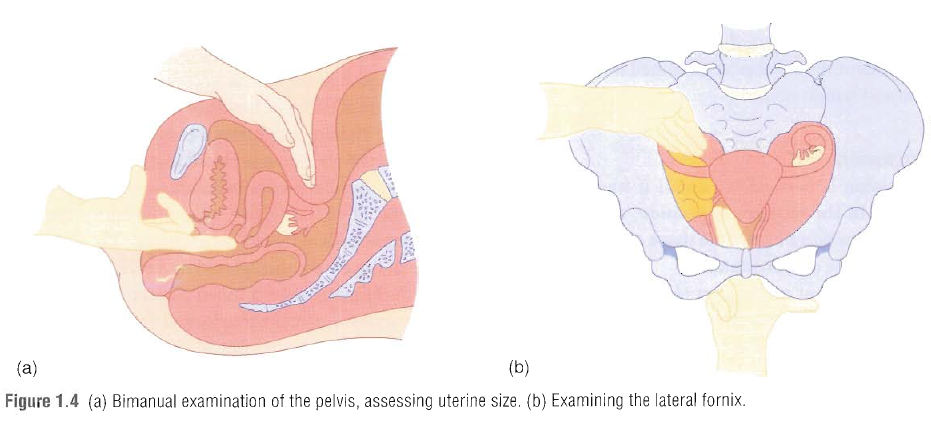 (a)
(b)
Figure 1.4 (a) Bimanual examination of the pelvis, assessing uterine size. (b) Examining the lateral fornix.